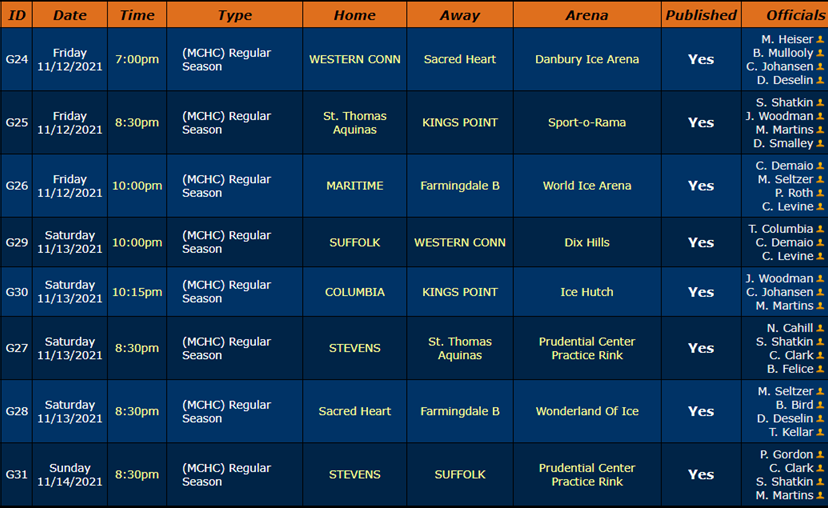 ID Date Time Type Home Away Arena Published Officials
G24 Friday 11/12/2021 7:00pm (MCHC) Regular Season WESTERN CONN Sacred Heart Danbury Ice Arena Yes M. Heiser B. Mullooly C. Johansen D. Deselin
G25 Friday 11/12/2021 8:30pm (MCHC) Regular Season St. Thomas Aquinas KINGS POINT Sport-o-Rama Yes S. Shatkin J. Woodman M. Martins D. Smalley
G26 Friday 11/12/2021 10:00pm (MCHC) Regular Season MARITIME Farmingdale B World Ice Arena Yes C. Demaio M. Seltzer P. Roth C. Levine
G29 Saturday 11/13/2021 10:00pm (MCHC) Regular Season SUFFOLK WESTERN CONN Dix Hills Yes T. Columbia C. Demaio C. Levine
G30 Saturday 11/13/2021 10:15pm (MCHC) Regular Season COLUMBIA KINGS POINT Ice Hutch Yes J. Woodman C. Johansen M. Martins
G27 Saturday 11/13/2021 8:30pm (MCHC) Regular Season STEVENS St. Thomas Aquinas Prudential Center Practice Rink Yes N. Cahill S. Shatkin C. Clark B. Felice
G28 Saturday 11/13/2021 8:30pm (MCHC) Regular Season Sacred Heart Farmingdale B Wonderland Of Ice Yes M. Seltzer B. Bird D. Deselin T. Kellar
G31 Sunday 11/14/2021 8:30pm (MCHC) Regular Season STEVENS SUFFOLK Prudential Center Practice Rink Yes P. Gordon C. Clark S. Shatkin M. Martins